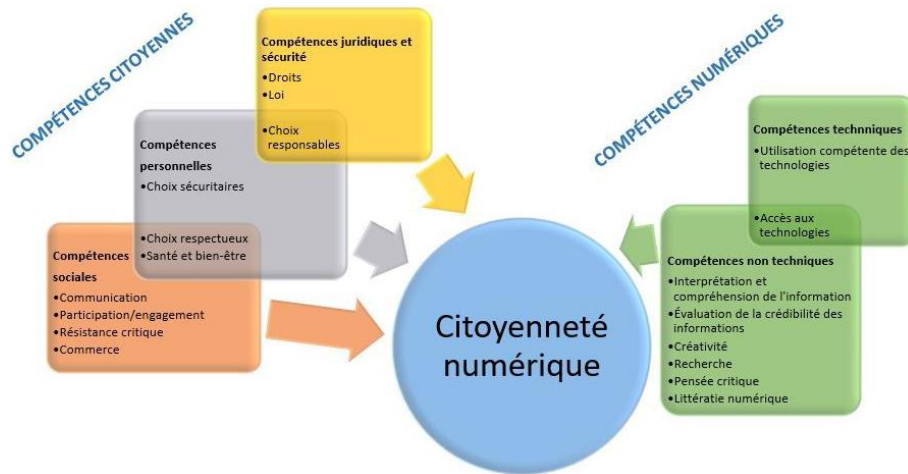 COMPÉTENCES CITOYENNES
Compétences juridiques et
sécurité
•Droits
•Loi
•Choix
responsables
Compétences
personnelles
•Choix sécuritaires
•Choix respectueux
•Santé et bien-être
Compétences
sociales
•Communication
•Participation/engagement
•Résistance critique
•Commerce
Citoyenneté
numérique
COMPÉTENCES NUMÉRIQUES
Compétences technniques
•Utilisation compétente des
technologies
•Accès aux
technologies
Compétences non techniques
•Interprétation et
compréhension de l'information
•Évaluation de la crédibilité des
informations
•Créativité
•Recherche
•Pensée critique
•Littératie numérique